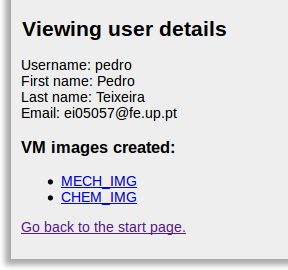 Viewing user details
Username: pedro
First name: Pedro
Last name: Teixeira
Email: ei05057@fe.up.pt
VM images created:
MECH_IMG
CHEM_IMG
Go back to the start page.